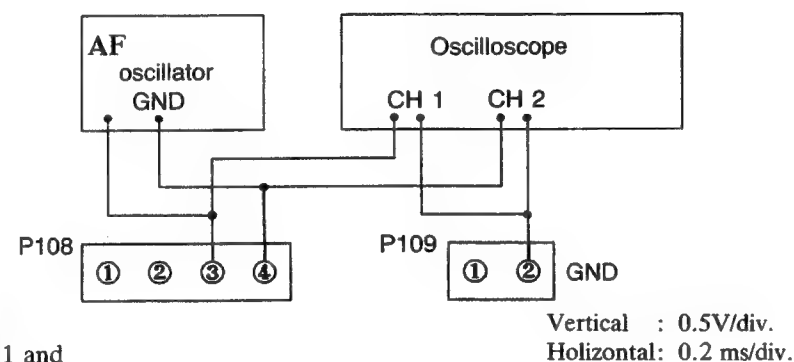 AF
oscillator
GND
Oscilloscope
CH 1 CH 2
P108
① ② ③ ④
P109
① ② GND
Vertical : 0.5V/div.
Holizontal: 0.2 ms/div.
1 and